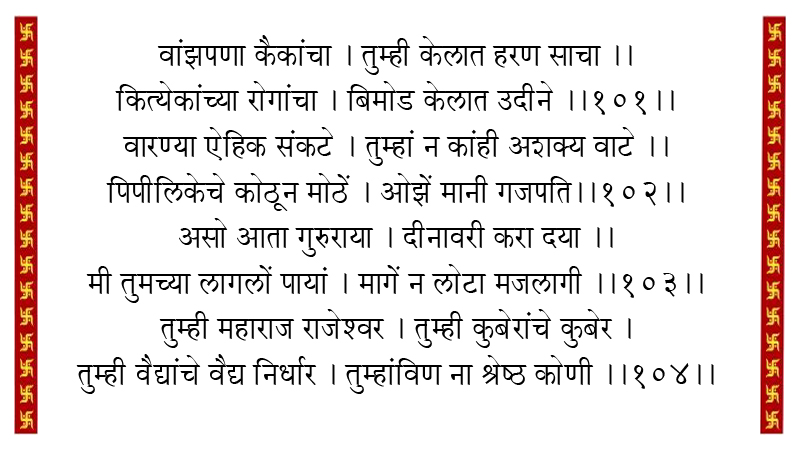 वांझपणा कैकांचा । तुम्ही केलात हरण साचा ।।
कित्येकांच्या रोगांचा । बिमोड केलात उदीने ।।१०१।।
वारण्या ऐहिक संकटे । तुम्हां न कांही अशक्य वाटे ।।
पिपीलिकेचे कोठून मोठें । ओझें मानी गजपति।।१०२।।
असो आता गुरुराया । दीनावरी करा दया ।।
मी तुमच्या लागलों पायां । मागें न लोटा मजलागी ।।१०३।।
तुम्ही महाराज राजेश्वर । तुम्ही कुबेरांचे कुबेर ।
तुम्ही वैद्यांचे वैद्य निर्धार । तुम्हांविण ना श्रेष्ठ कोणी ।।१०४।।